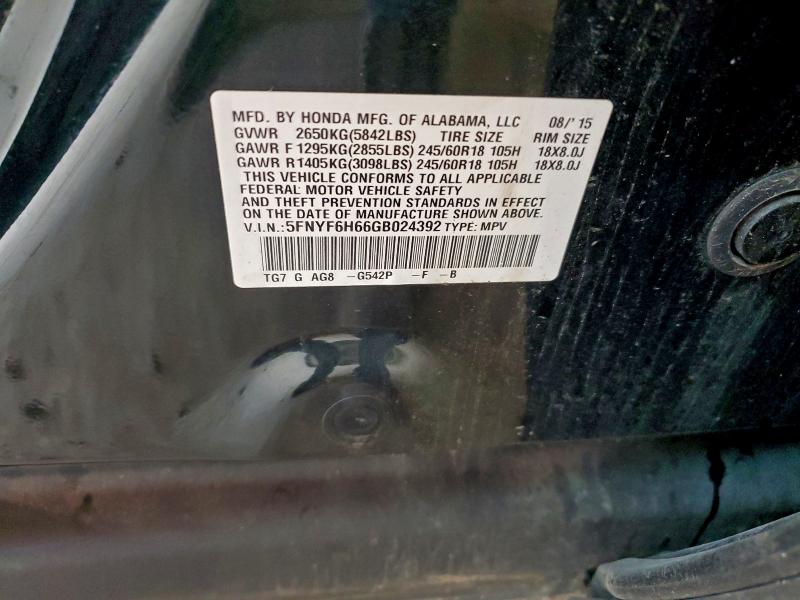 MFD. BY HONDA MFG. OF ALABAMA, LLC 08/'15
GVWR 2650KG(5842LBS) TIRE SIZE RIM SIZE
GAWR F 1295KG(2855LBS) 245/60R18 105H 18X8.0J
GAWR R1405KG(3098LBS) 245/60R18 105H 18X8.0J
THIS VEHICLE CONFORMS TO ALL APPLICABLE
FEDERAL MOTOR VEHICLE SAFETY
AND THEFT PREVENTION STANDARDS IN EFFECT
ON THE DATE OF MANUFACTURE SHOWN ABOVE.
V.I.N.:5FNYF6H66GB024392 TYPE: MPV
TG7 G AG8 -G542P -F -B